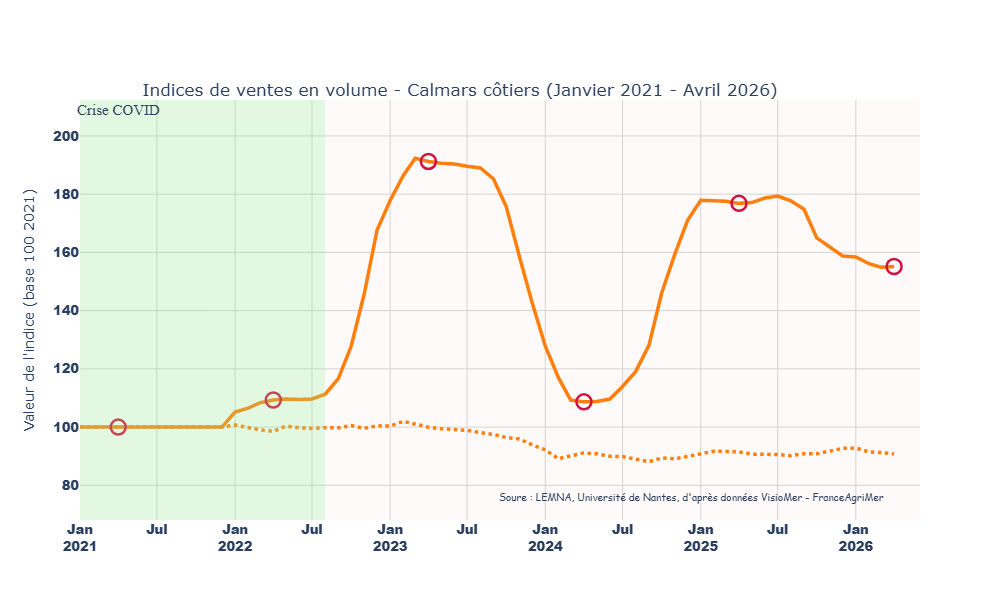 Indices de ventes en volume - Calmars côtiers (Janvier 2021 - Avril 2026)
Crise COVID
Valeur de l'indice (base 100 2021)
200
180
160
140
120
100
80
Soure : LEMNA, Université de Nantes, d'après données VisioMer - FranceAgriMer
Jan Jul Jan Jul Jan Jul Jan Jul Jan Jul Jan
2021 2022 2023 2024 2025 2026